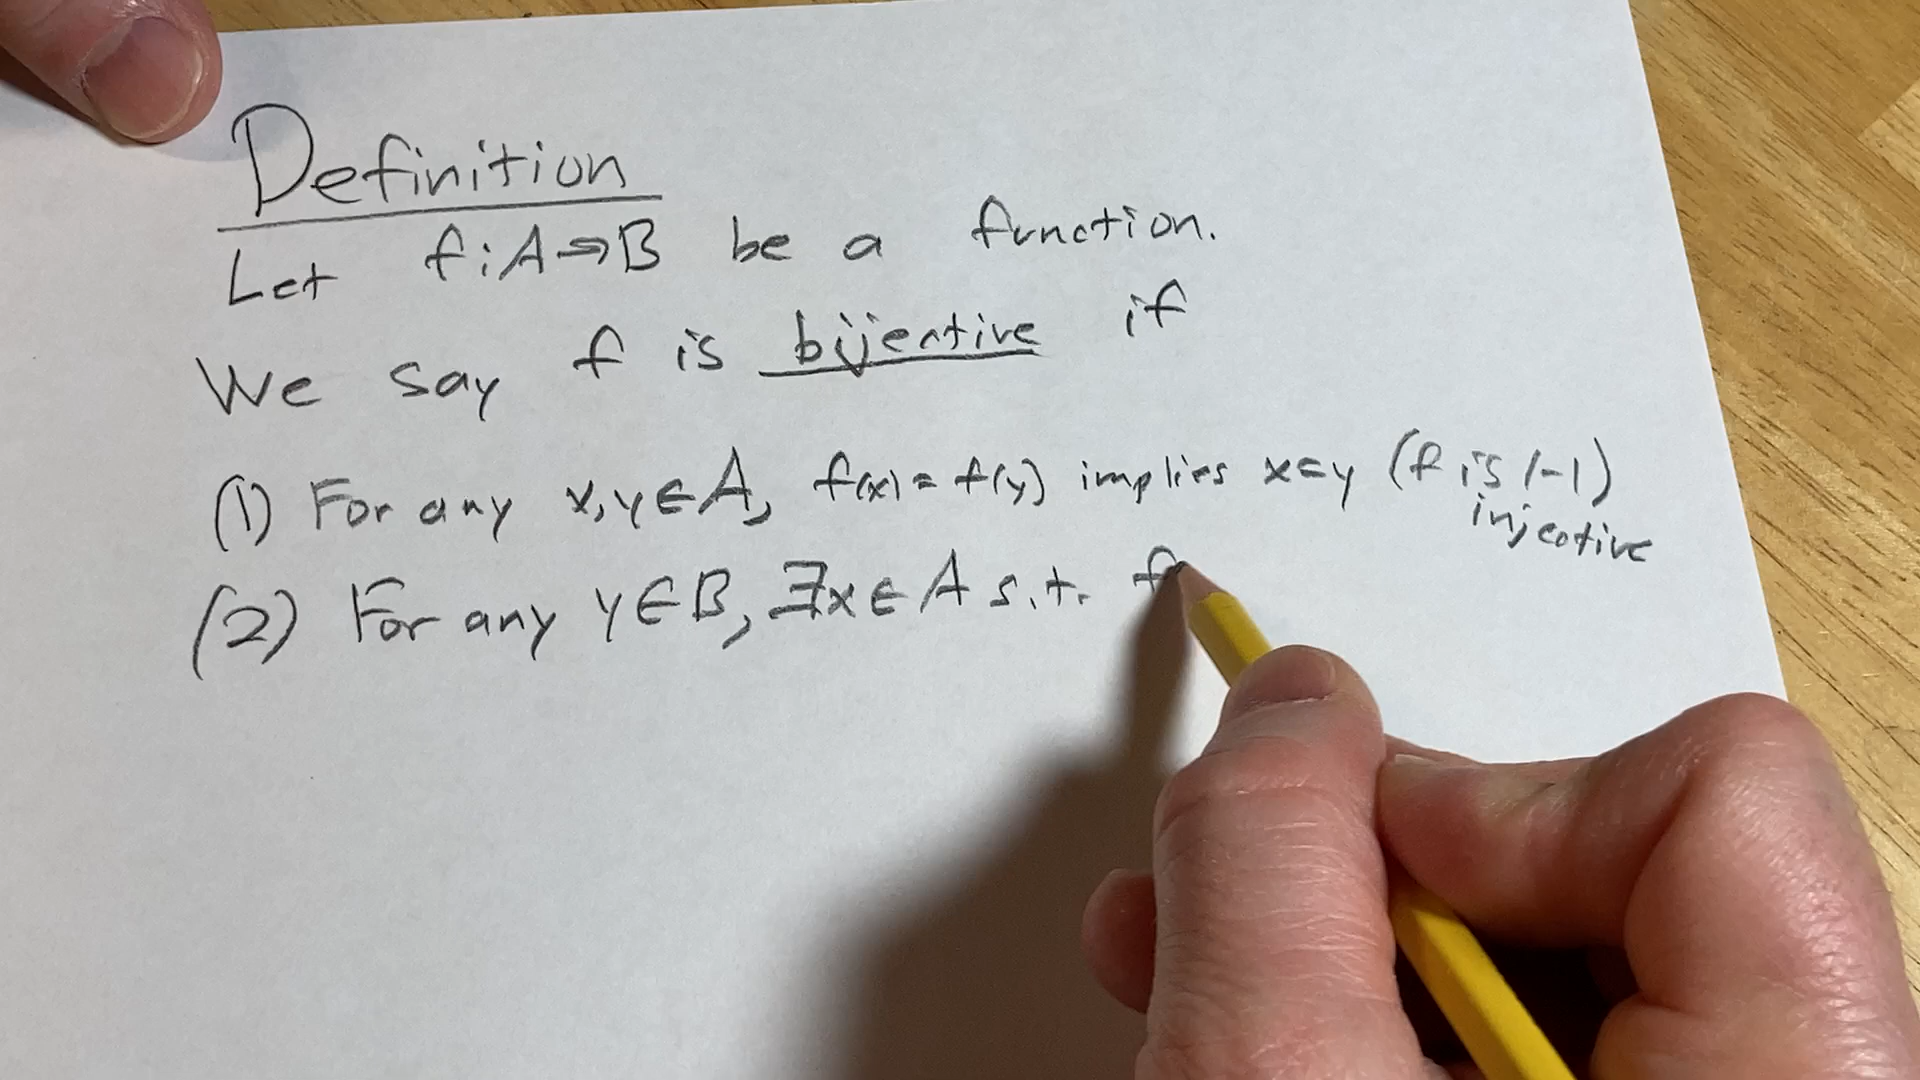 Definition
Let f: A → B be a function.
We say f is bijective if
(1) For any x, y ∈ A, f(x) = f(y) implies x = y (f is 1-1)
injective
(2) For any y ∈ B, ∃x ∈ A s.t. f